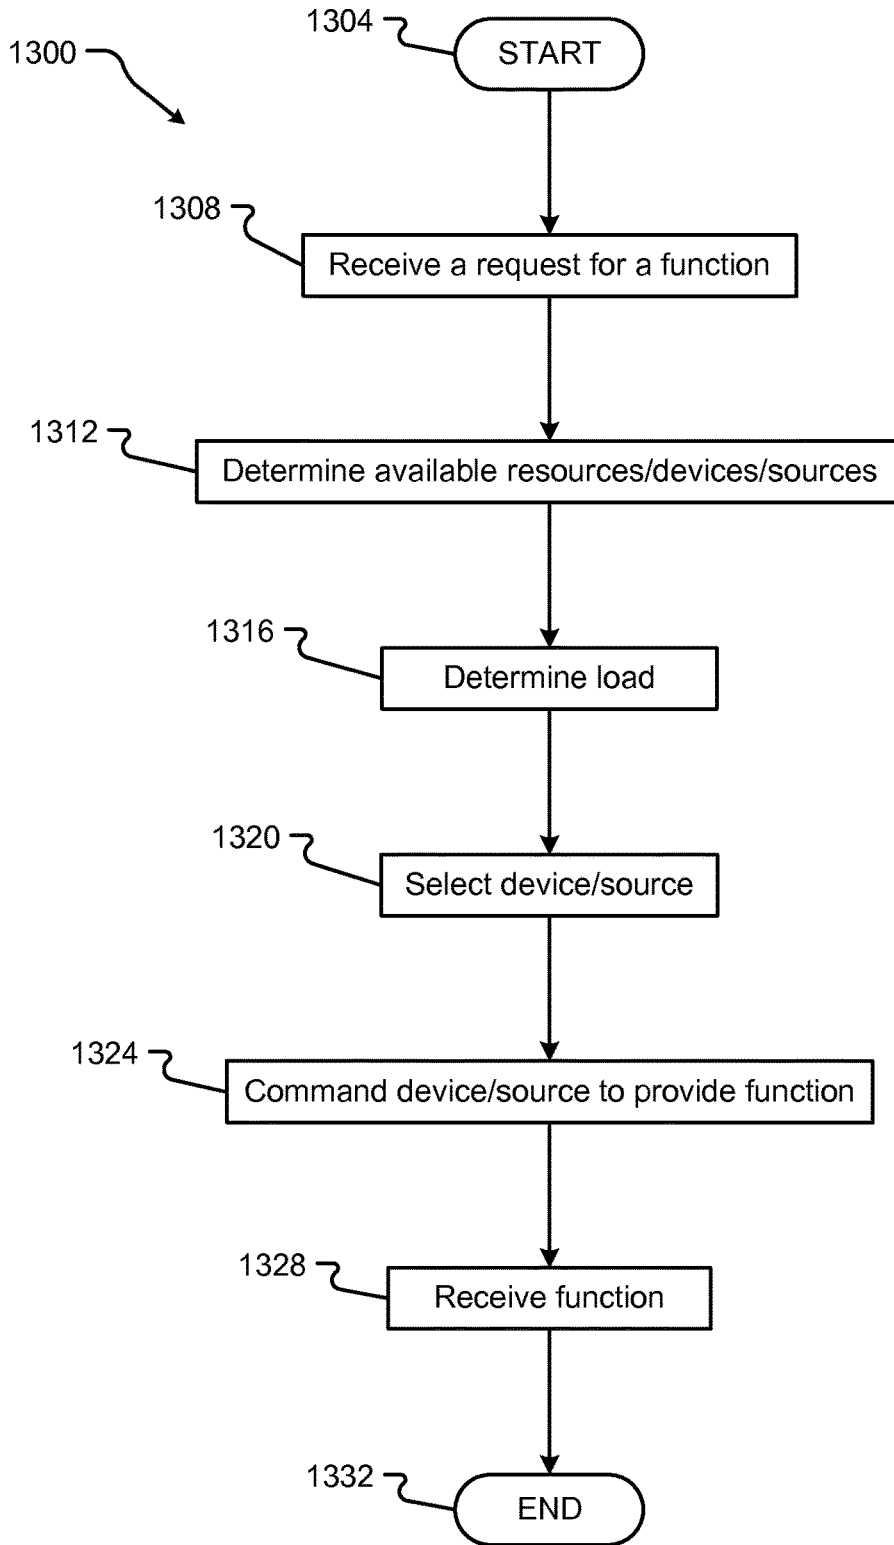 1304
START
1300
1308
Receive a request for a function
1312
Determine available resources/devices/sources
1316
Determine load
1320
Select device/source
1324
Command device/source to provide function
1328
Receive function
1332
END